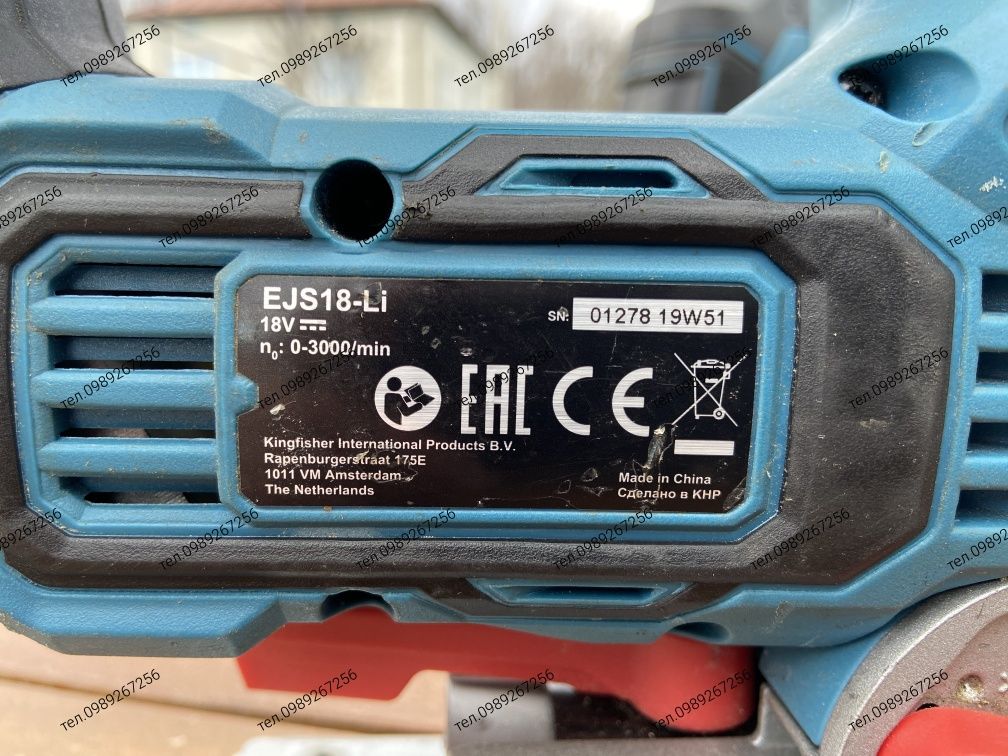 EJS18-Li
18V
n0: 0-3000/min
SN: 01278 19W51
EAC CE
Kingfisher International Products B.V.
Rapenburgerstraat 175E
1011 VM Amsterdam
The Netherlands
Made in China
Сделано в КНР
тел.0989267256